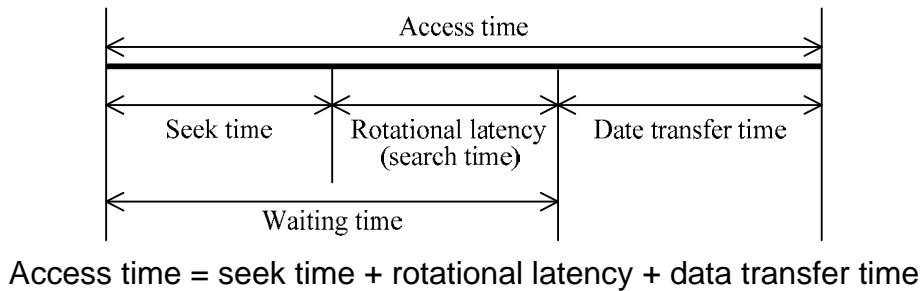 Access time
Seek time
Rotational latency
(search time)
Date transfer time
Waiting time
Access time = seek time + rotational latency + data transfer time